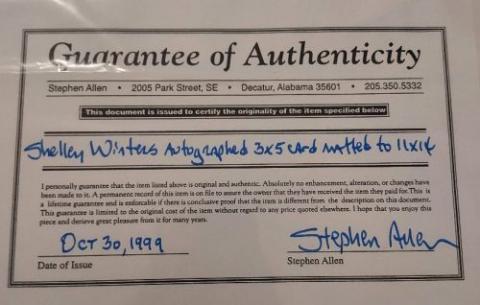 Guarantee of Authenticity
Stephen Allen • 2005 Park Street, SE • Decatur, Alabama 35601 • 205.350.5332
This document is issued to certify the originality of the item specified below
Shelley Winters Autographed 3x5 card matted to 11x14
I personally guarantee that the item listed above is original and authentic. Absolutely no enhancement, alteration, or changes have
been made to it. A permanent record of this item is on file to assure the owner that they have received the item they paid for. This is
a lifetime guarantee and is enforcable if there is conclusive proof that the item is different from the description on this document.
This guarantee is limited to the original cost of the item without regard to any price quoted elsewhere. I hope that you enjoy this
piece and derive great pleasure from it for many years.
Oct 30, 1999
Stephen Allen
Date of Issue
Stephen Allen